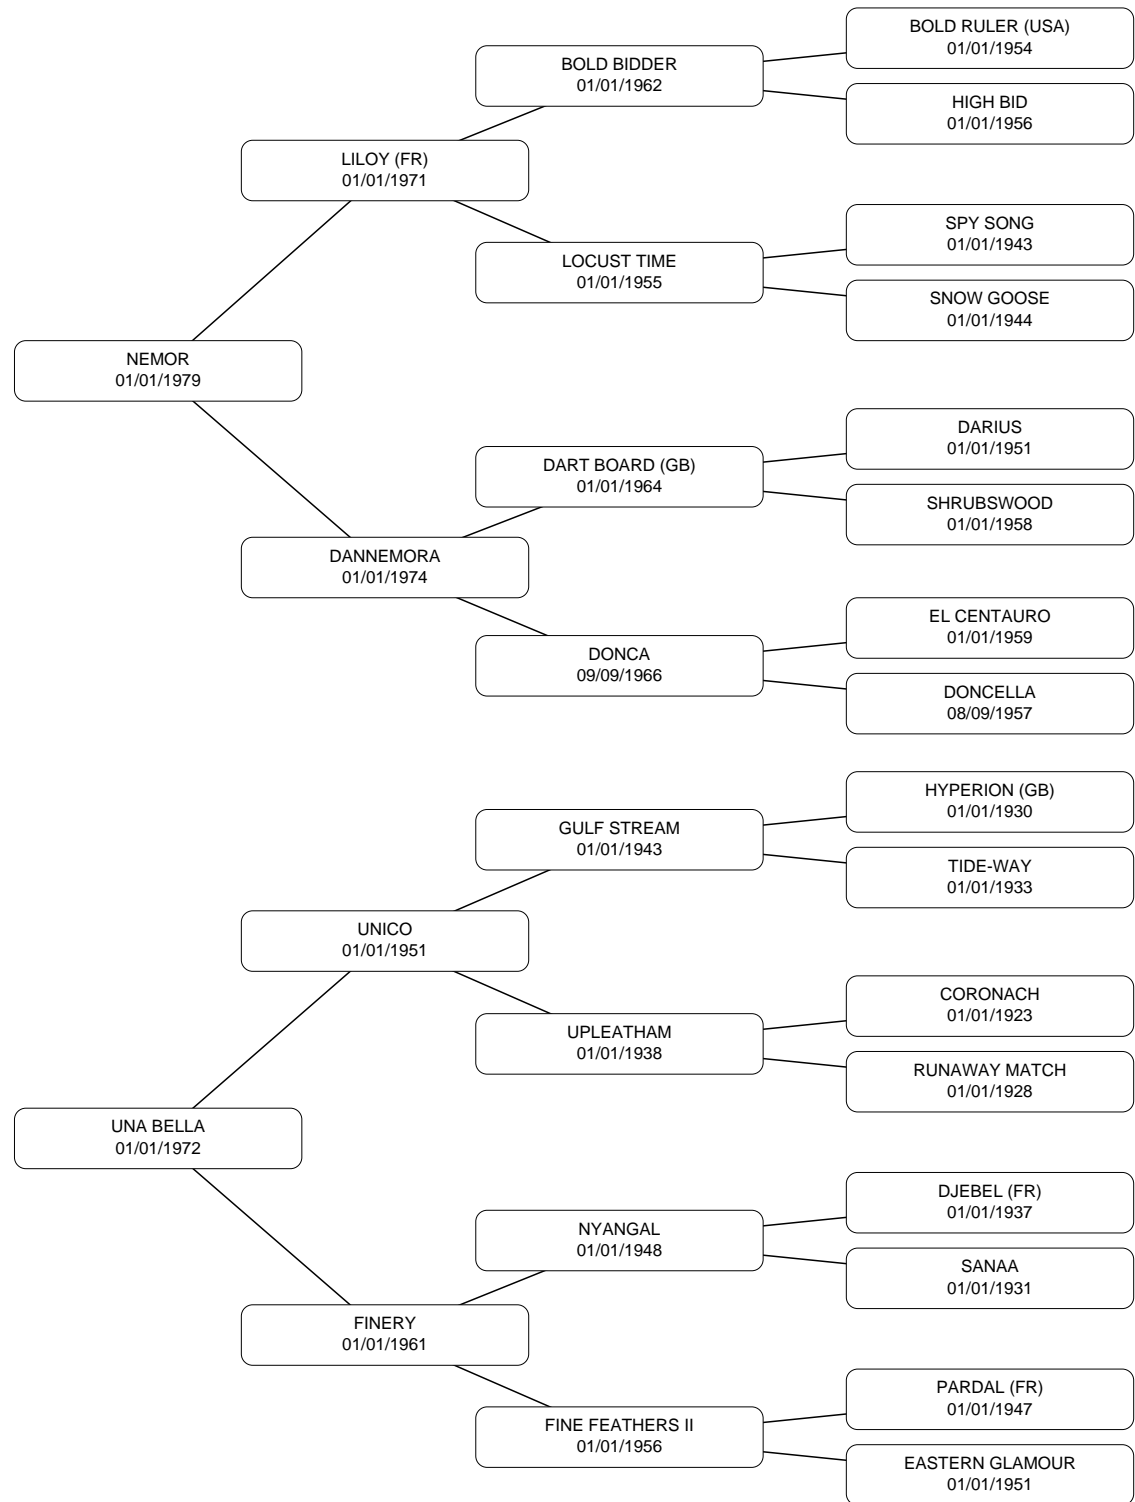 BOLD RULER (USA)
01/01/1954
BOLD BIDDER
01/01/1962
HIGH BID
01/01/1956
LILOY (FR)
01/01/1971
SPY SONG
01/01/1943
LOCUST TIME
01/01/1955
SNOW GOOSE
01/01/1944
NEMOR
01/01/1979
DARIUS
01/01/1951
DART BOARD (GB)
01/01/1964
SHRUBSWOOD
01/01/1958
DANNEMORA
01/01/1974
EL CENTAURO
01/01/1959
DONCA
09/09/1966
DONCELLA
08/09/1957
HYPERION (GB)
01/01/1930
GULF STREAM
01/01/1943
TIDE-WAY
01/01/1933
UNICO
01/01/1951
CORONACH
01/01/1923
UPLEATHAM
01/01/1938
RUNAWAY MATCH
01/01/1928
UNA BELLA
01/01/1972
DJEBEL (FR)
01/01/1937
NYANGAL
01/01/1948
SANAA
01/01/1931
FINERY
01/01/1961
PARDAL (FR)
01/01/1947
FINE FEATHERS II
01/01/1956
EASTERN GLAMOUR
01/01/1951